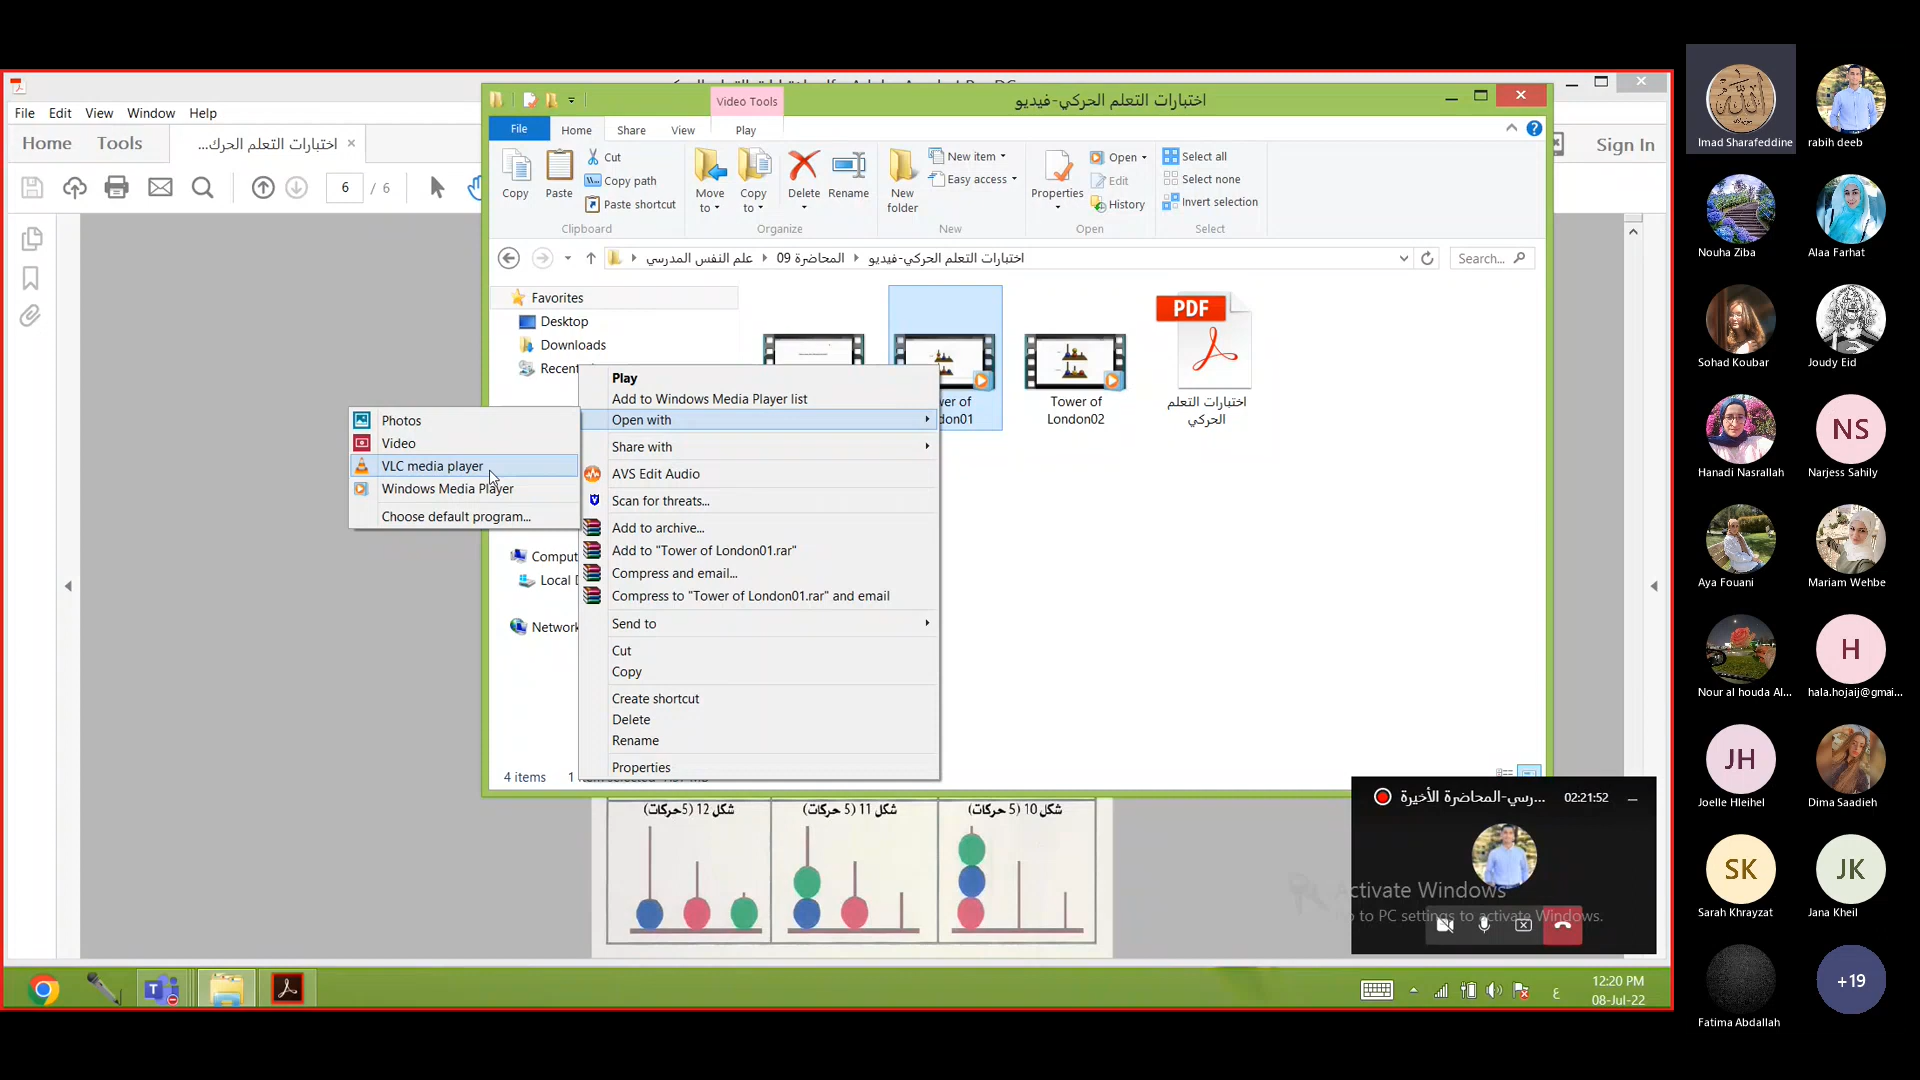 File Edit View Window Help
Home Tools اختبارات التعلم الحرك... × Sign In
6 / 6
Video Tools
اختبارات التعلم الحركي-فيديو
File Home Share View Play
Copy
Paste
Cut
Copy path
Paste shortcut
Clipboard
Move to
Copy to
Delete
Rename
Organize
New folder
New item
Easy access
New
Properties
Open
Edit
History
Open
Select all
Select none
Invert selection
Select
علم النفس المدرسي
المحاضرة 09
اختبارات التعلم الحركي-فيديو
Search...
Favorites
Desktop
Downloads
Recent
Comput
Local D
Network
Tower of
London02
PDF
اختبارات التعلم
الحركي
Play
Add to Windows Media Player list
Open with
Share with
AVS Edit Audio
Scan for threats...
Add to archive...
Add to "Tower of London01.rar"
Compress and email...
Compress to "Tower of London01.rar" and email
Send to
Cut
Copy
Create shortcut
Delete
Rename
Properties
Photos
Video
VLC media player
Windows Media Player
Choose default program...
4 items
شكل 10 (5 حركات)
شكل 11 (5 حركات)
شكل 12 (5 حركات)
رسي-المحاضرة الأخيرة...
02:21:52
Activate Windows
Go to PC settings to activate Windows.
ع
12:20 PM
08-Jul-22
Imad Sharafeddine
rabih deeb
Nouha Ziba
Alaa Farhat
Sohad Koubar
Joudy Eid
Hanadi Nasrallah
NS
Narjess Sahily
Aya Fouani
Mariam Wehbe
Nour al houda Al...
H
hala.hojaij@gmai...
JH
Joelle Hleihel
Dima Saadieh
SK
Sarah Khrayzat
JK
Jana Kheil
Fatima Abdallah
+19